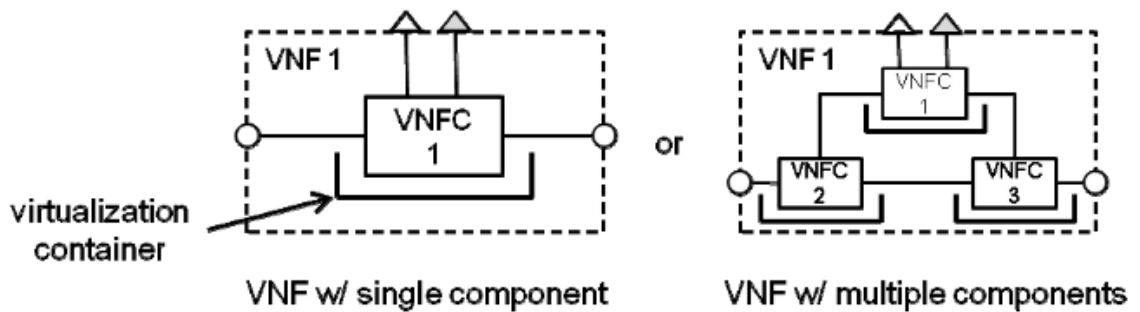 VNF 1
VNFC
1
virtualization
container
VNF w/ single component
or
VNF 1
VNFC
1
VNFC
2
VNFC
3
VNF w/ multiple components